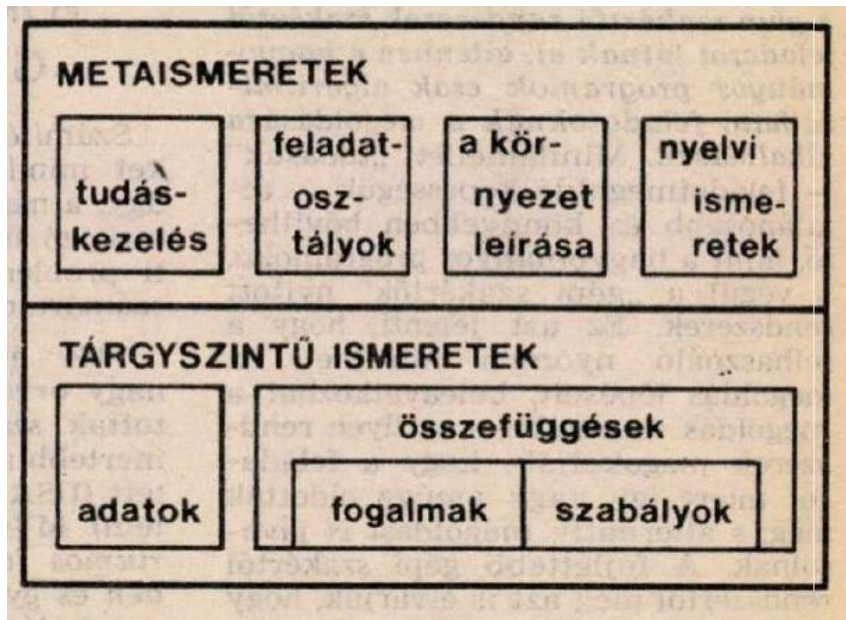 METAISMERETEK
tudás-
kezelés
feladat-
osz-
tályok
a kör-
nyezet
leírása
nyelvi
isme-
retek
TÁRGYSZINTŰ ISMERETEK
adatok
összefüggések
fogalmak
szabályok